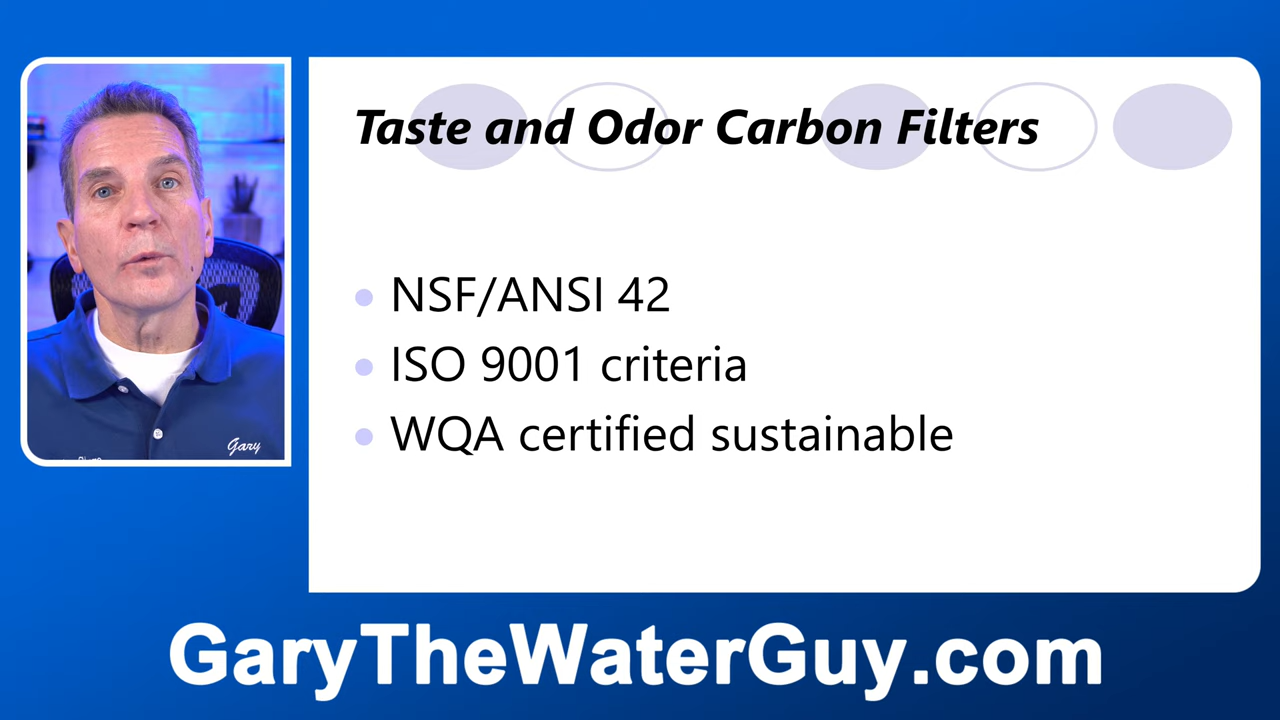 Taste and Odor Carbon Filters
NSF/ANSI 42
ISO 9001 criteria
WQA certified sustainable
Gary
GaryTheWaterGuy.com